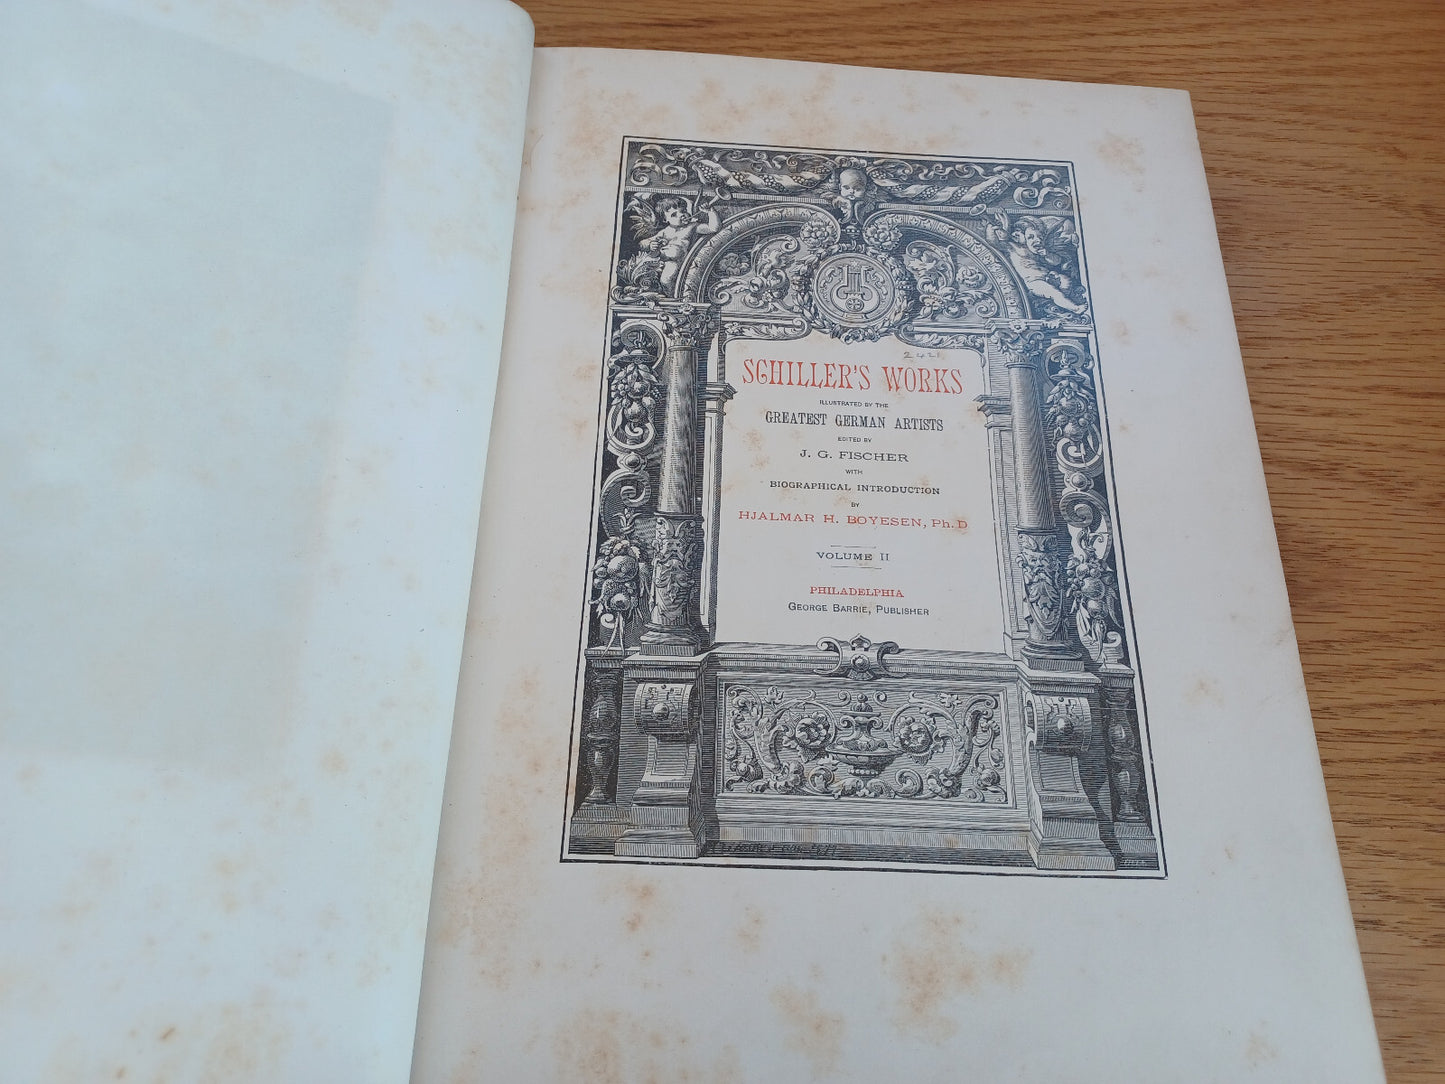 2421
SCHILLER'S WORKS
ILLUSTRATED BY THE
GREATEST GERMAN ARTISTS
EDITED BY
J. G. FISCHER
WITH
BIOGRAPHICAL INTRODUCTION
BY
HJALMAR H. BOYESEN, Ph.D
VOLUME II
PHILADELPHIA
GEORGE BARRIE, PUBLISHER